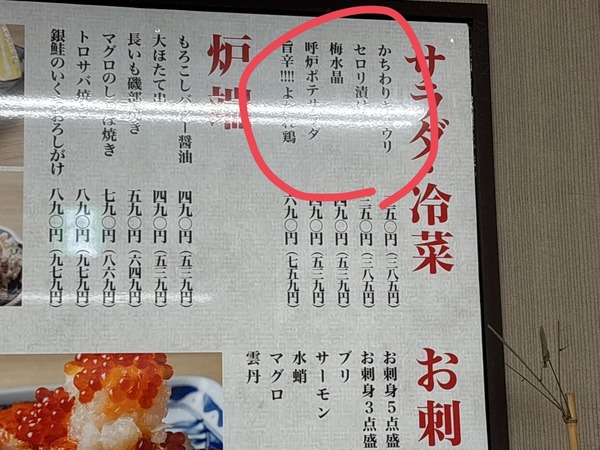 サラダ・冷菜
かちわりキュウリ 五〇円(三八五円)
セロリ漬け 三五〇円(三八五円)
梅水晶 四九〇円(五三九円)
呼炉ポテサラダ 四九〇円(五三九円)
旨辛!!!!よだれ鶏 六九〇円(七五九円)
炉端
もろこしバター醤油 四九〇円(五三九円)
大ほたて串 四九〇円(五三九円)
長いも磯部焼き 五九〇円(六四九円)
マグロのしっぽ焼き 七九〇円(八六九円)
トロサバ焼 八九〇円(九七九円)
銀鮭のいくらおろしがけ 八九〇円(九七九円)
お刺
お刺身5点盛
お刺身3点盛
ブリ
サーモン
水蛸
マグロ
雲丹